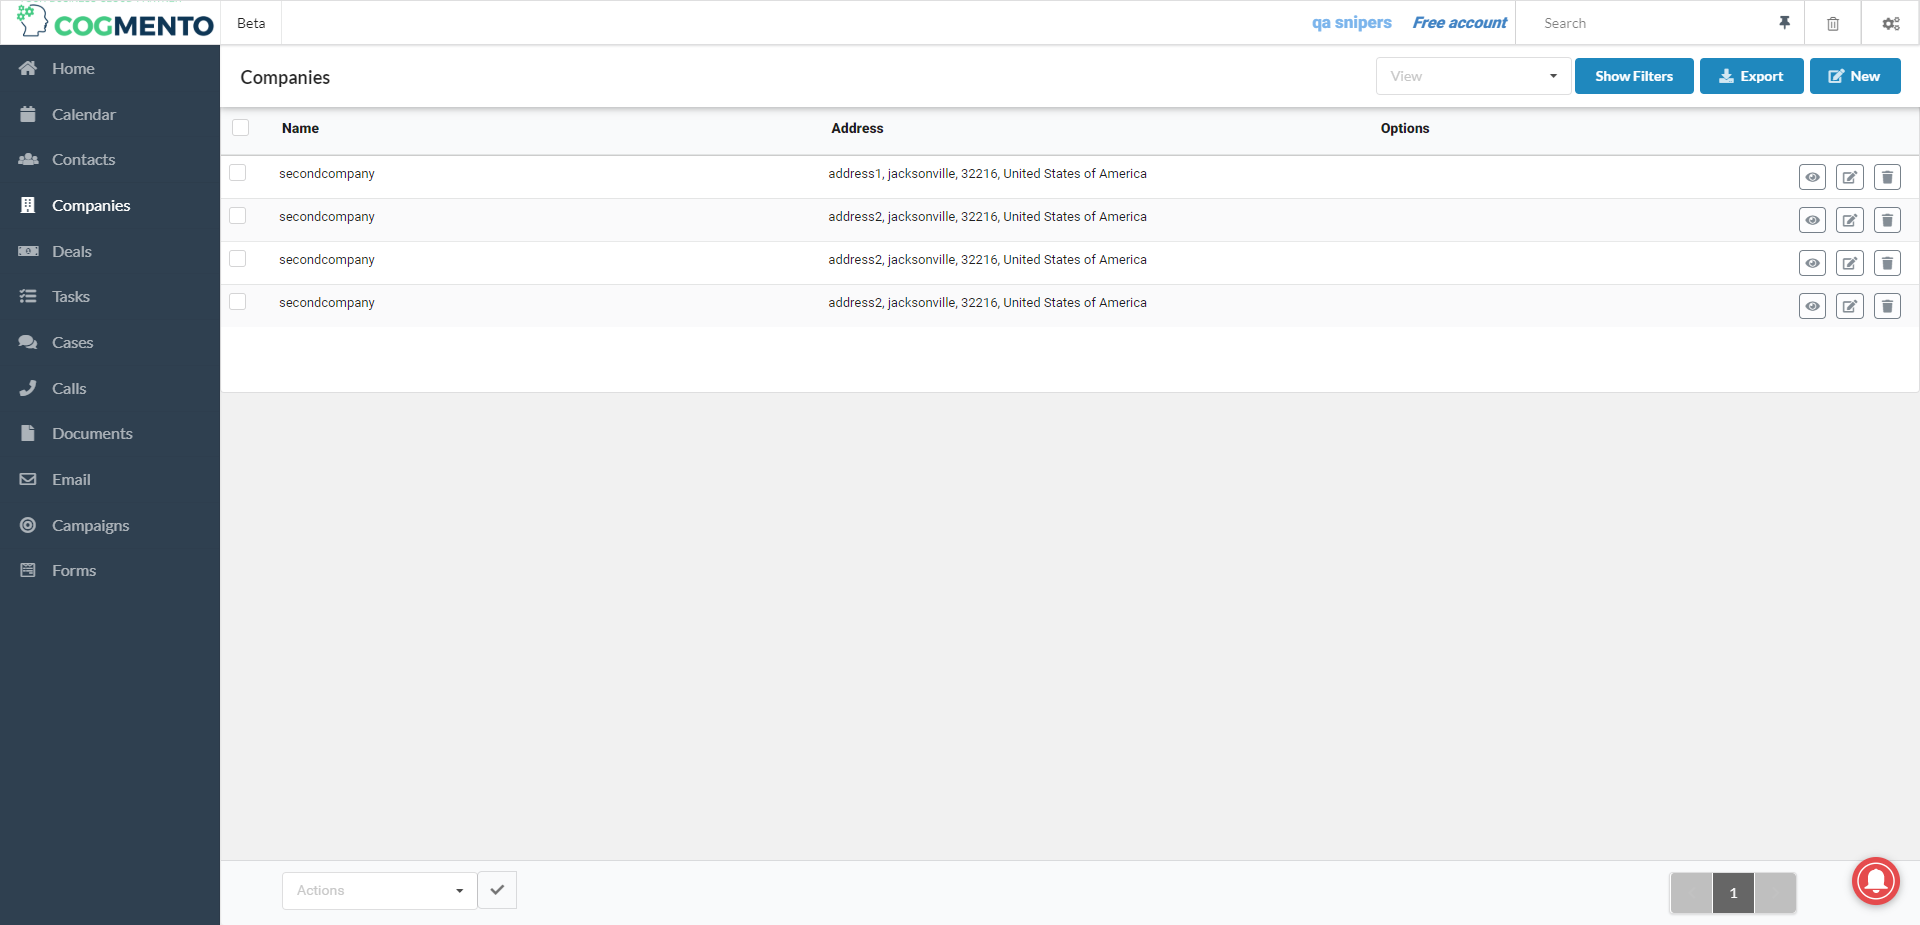 COGMENTO
Beta
qa snipers
Free account
Search
Home
Calendar
Contacts
Companies
Deals
Tasks
Cases
Calls
Documents
Email
Campaigns
Forms
Companies
View
Show Filters
Export
New
Name Address Options
secondcompany address1, jacksonville, 32216, United States of America
secondcompany address2, jacksonville, 32216, United States of America
secondcompany address2, jacksonville, 32216, United States of America
secondcompany address2, jacksonville, 32216, United States of America
Actions
1